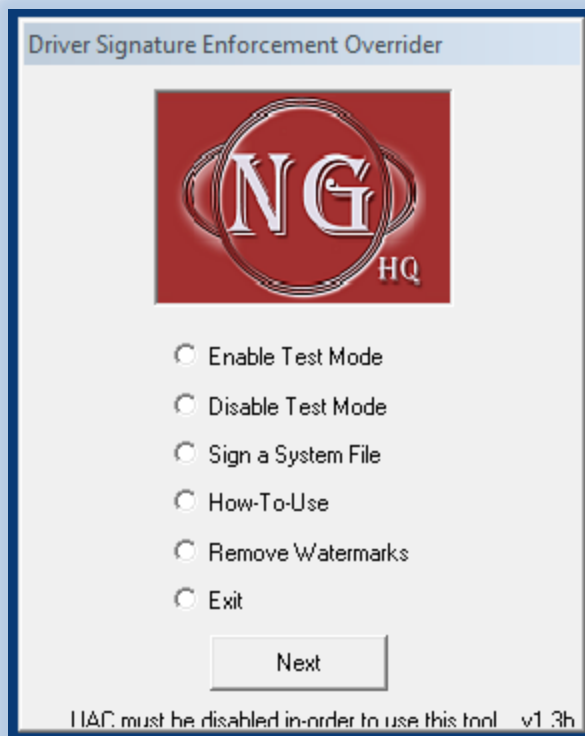 Driver Signature Enforcement Overrider
NG
HQ
Enable Test Mode
Disable Test Mode
Sign a System File
How-To-Use
Remove Watermarks
Exit
Next
UAC must be disabled in-order to use this tool v1.3b